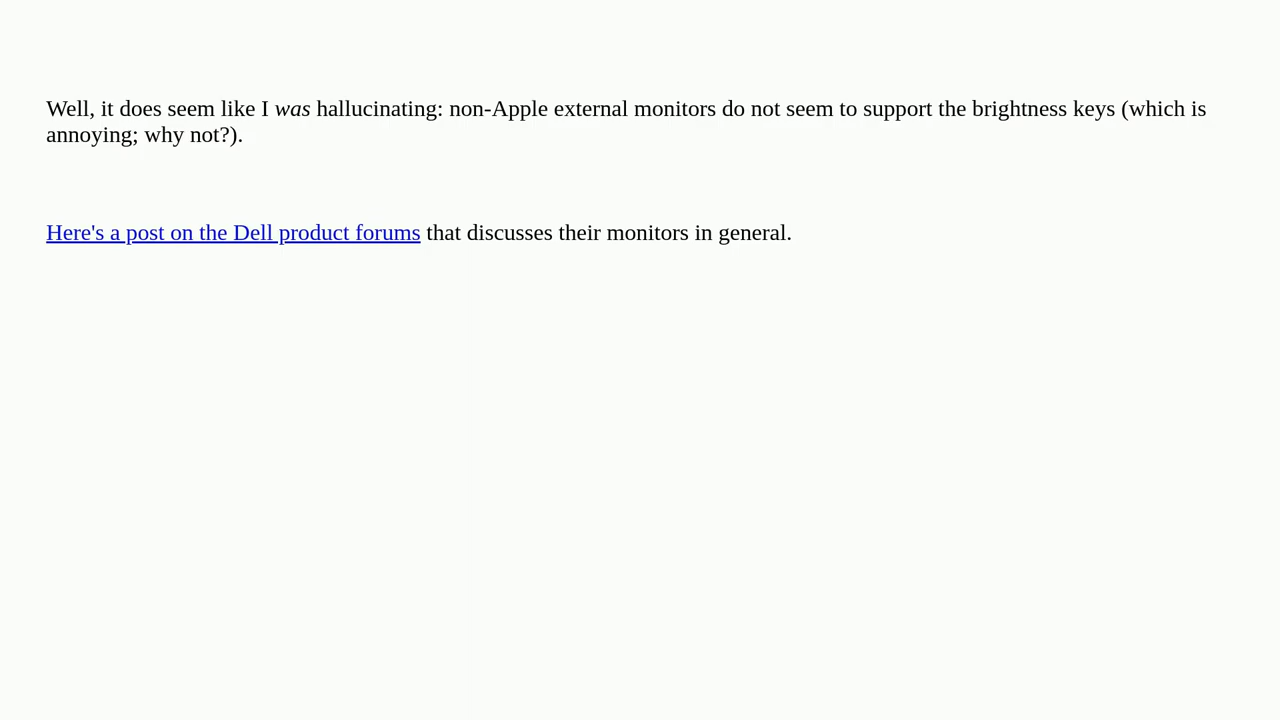 Well, it does seem like I was hallucinating: non-Apple external monitors do not seem to support the brightness keys (which is
annoying; why not?).
Here's a post on the Dell product forums that discusses their monitors in general.